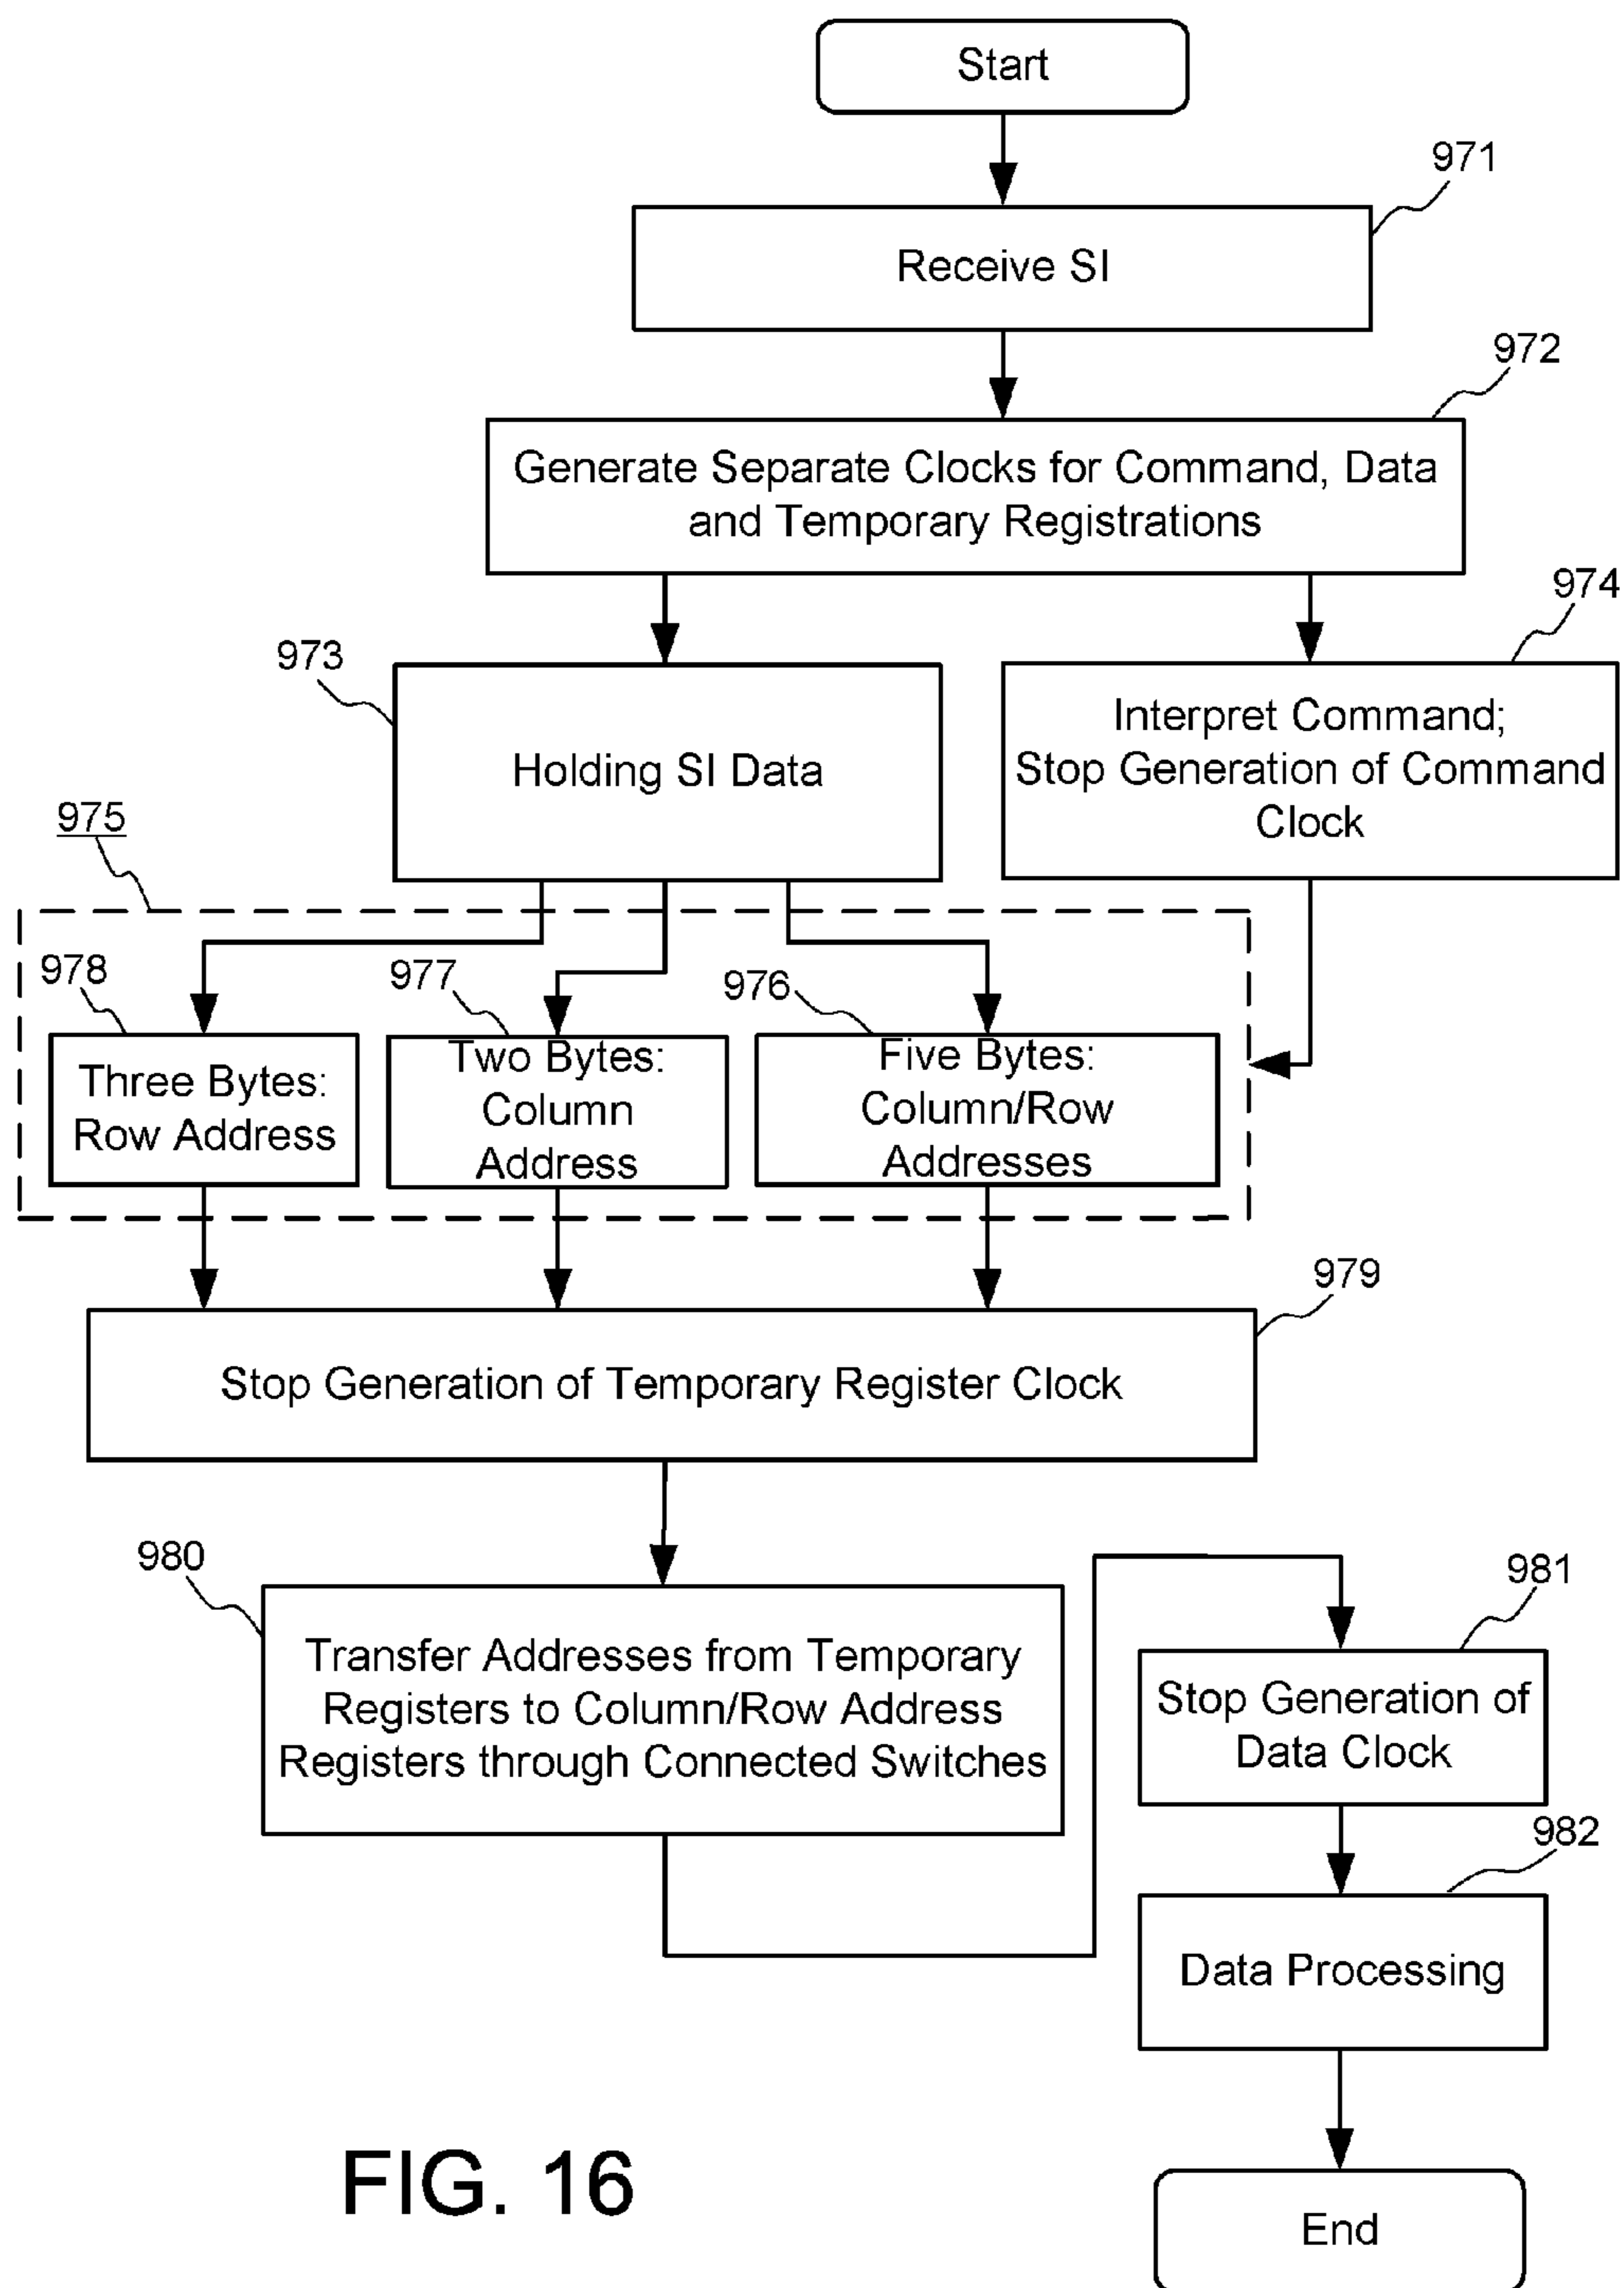 Start
971
Receive SI
972
Generate Separate Clocks for Command, Data
and Temporary Registrations
973
Holding SI Data
974
Interpret Command;
Stop Generation of Command
Clock
975
978
Three Bytes:
Row Address
977
Two Bytes:
Column
Address
976
Five Bytes:
Column/Row
Addresses
979
Stop Generation of Temporary Register Clock
980
Transfer Addresses from Temporary
Registers to Column/Row Address
Registers through Connected Switches
981
Stop Generation of
Data Clock
982
Data Processing
End
FIG. 16